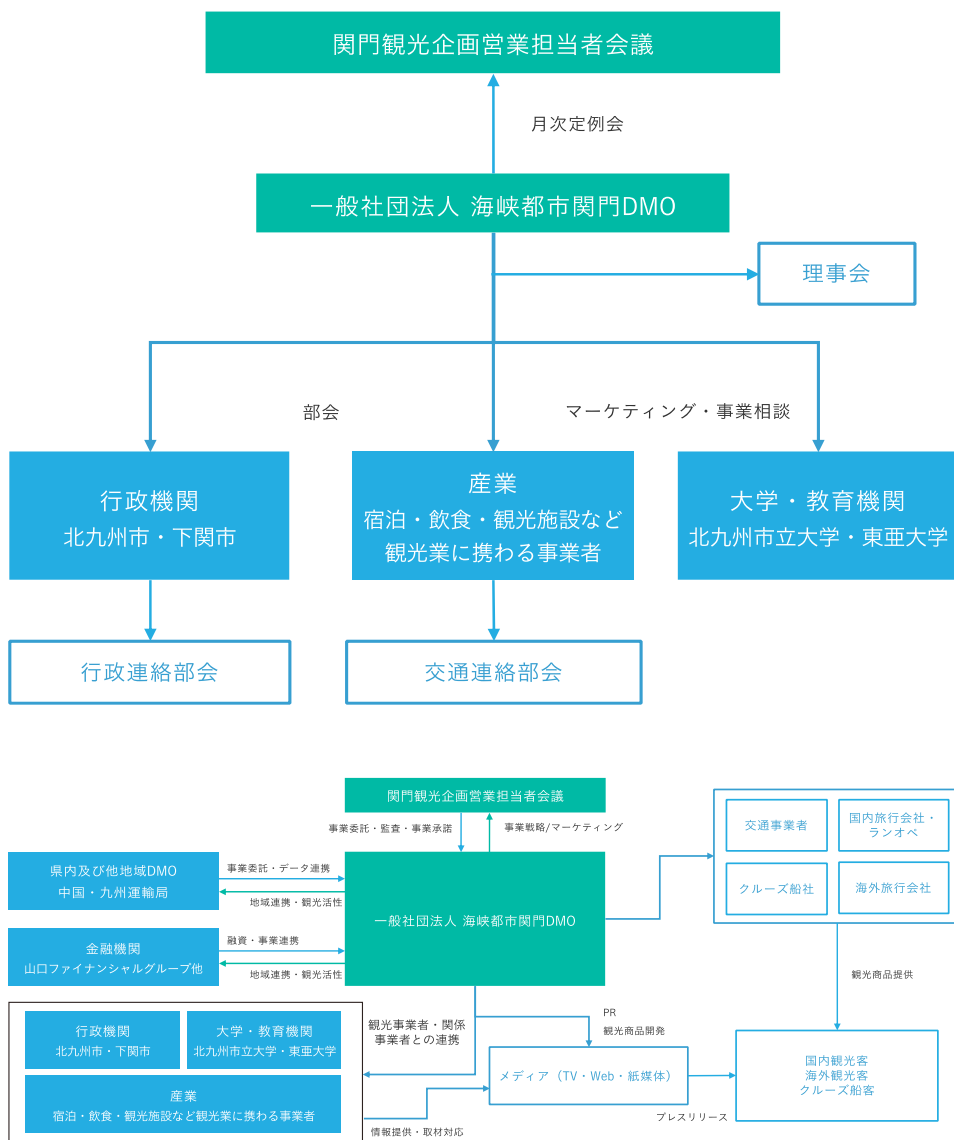 関門観光企画営業担当者会議
月次定例会
一般社団法人 海峡都市関門DMO
理事会
部会
マーケティング・事業相談
行政機関
北九州市・下関市
産業
宿泊・飲食・観光施設など
観光業に携わる事業者
大学・教育機関
北九州市立大学・東亜大学
行政連絡部会
交通連絡部会
関門観光企画営業担当者会議
事業委託・監査・事業承諾
事業戦略/マーケティング
県内及び他地域DMO
中国・九州運輸局
事業委託・データ連携
地域連携・観光活性
一般社団法人 海峡都市関門DMO
金融機関
山口ファイナンシャルグループ他
融資・事業連携
地域連携・観光活性
交通事業者
国内旅行会社・
ランオペ
クルーズ船社
海外旅行会社
観光商品提供
行政機関
北九州市・下関市
大学・教育機関
北九州市立大学・東亜大学
産業
宿泊・飲食・観光施設など観光業に携わる事業者
観光事業者・関係
事業者との連携
PR
観光商品開発
メディア（TV・Web・紙媒体）
情報提供・取材対応
プレスリリース
国内観光客
海外観光客
クルーズ船客